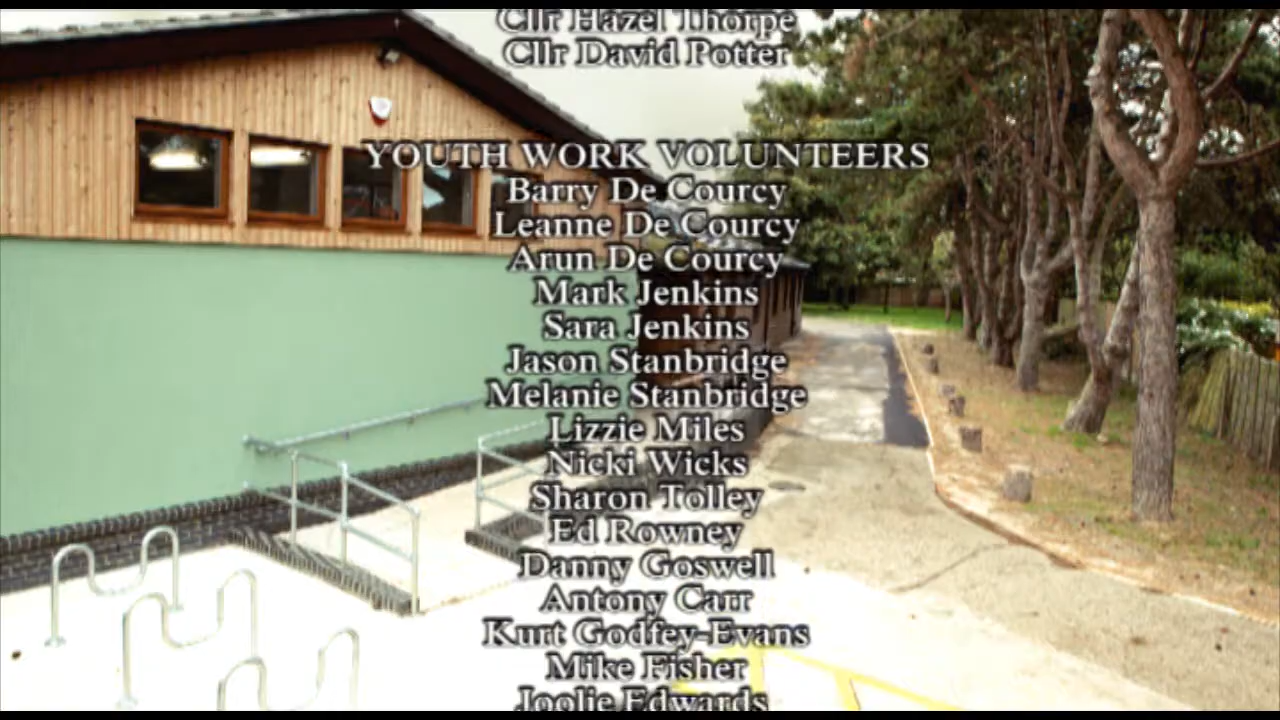 Cllr Hazel Thorpe
Cllr David Potter
YOUTH WORK VOLUNTEERS
Barry De Courcy
Leanne De Courcy
Arun De Courcy
Mark Jenkins
Sara Jenkins
Jason Stanbridge
Melanie Stanbridge
Lizzie Miles
Nicki Wicks
Sharon Tolley
Ed Rowney
Danny Goswell
Antony Carr
Kurt Godfey-Evans
Mike Fisher
Joolie Edwards